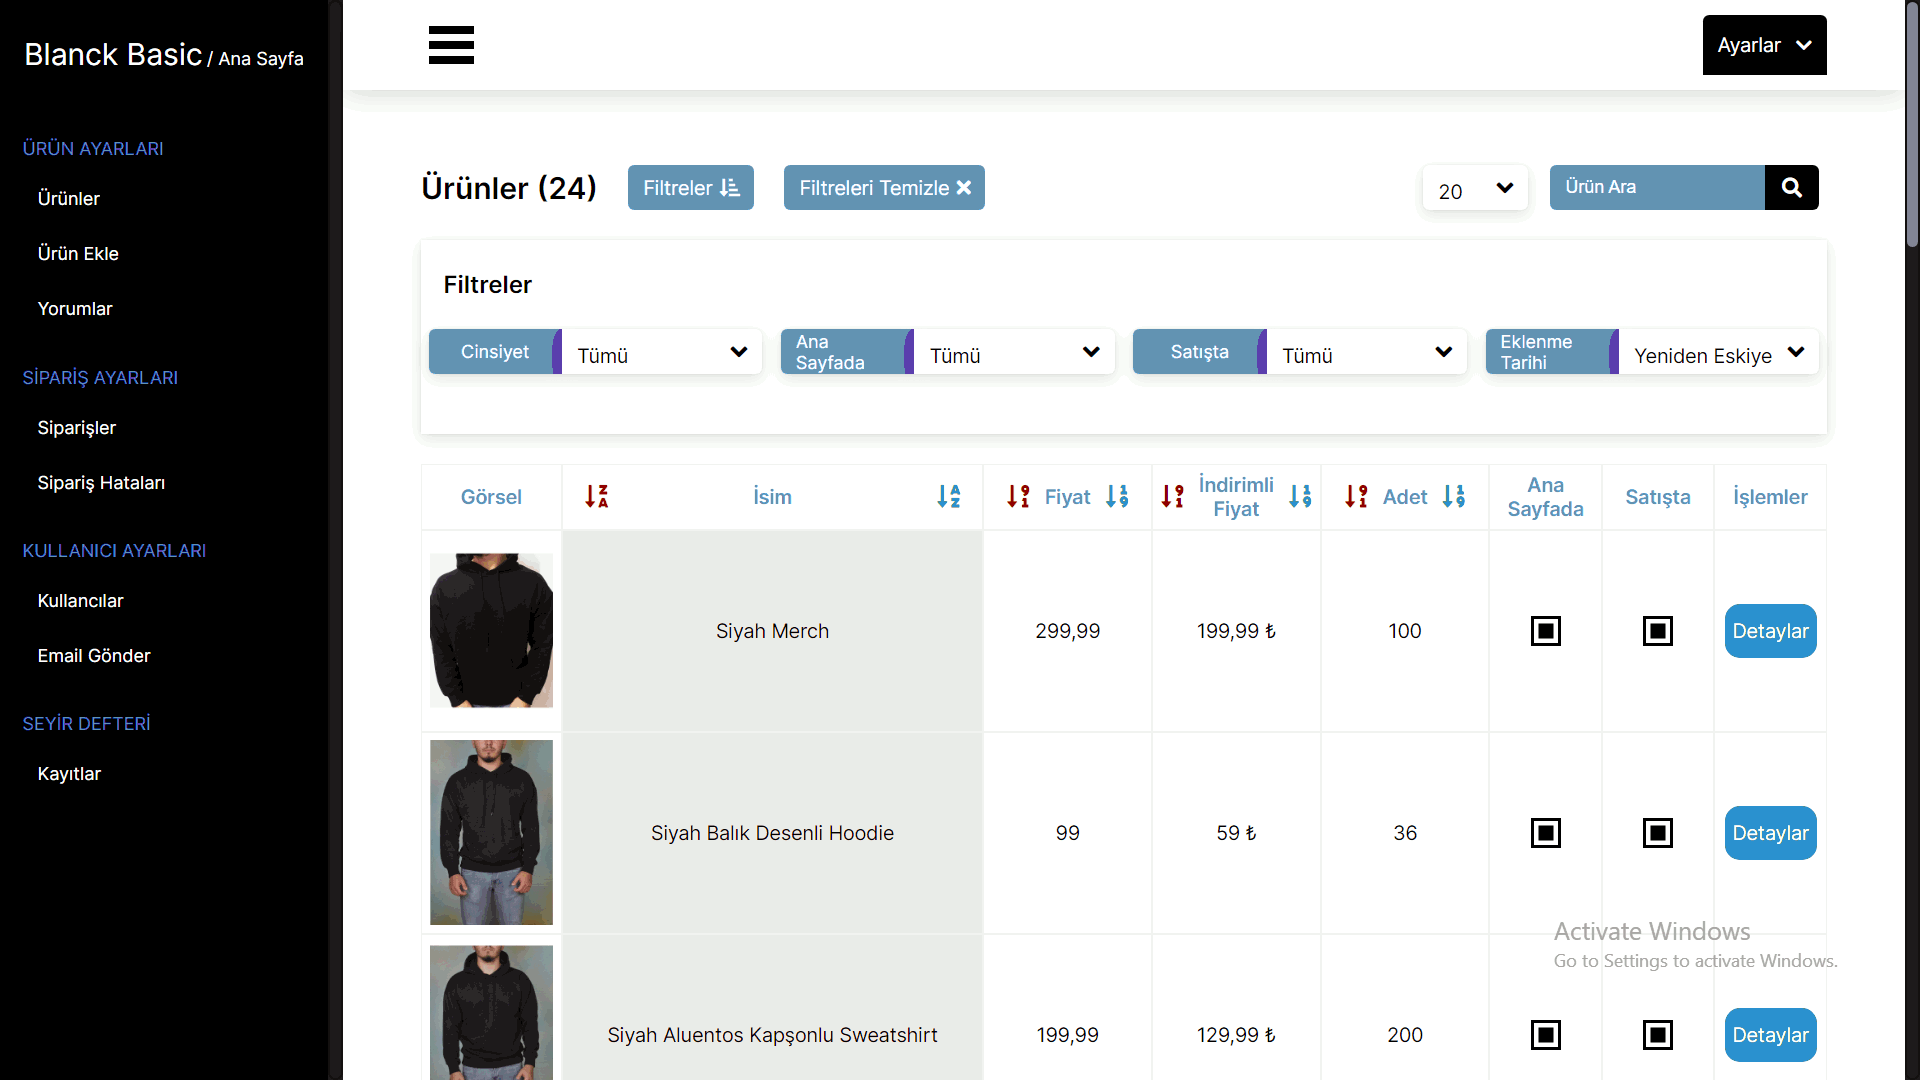 Blanck Basic / Ana Sayfa
ÜRÜN AYARLARI
Ürünler
Ürün Ekle
Yorumlar
SİPARİŞ AYARLARI
Siparişler
Sipariş Hataları
KULLANICI AYARLARI
Kullancılar
Email Gönder
SEYİR DEFTERİ
Kayıtlar
Ayarlar
Ürünler (24)
Filtreler
Filtreleri Temizle
20
Ürün Ara
Filtreler
Cinsiyet
Tümü
Ana
Sayfada
Tümü
Satışta
Tümü
Eklenme
Tarihi
Yeniden Eskiye
Görsel
İsim
Fiyat
İndirimli
Fiyat
Adet
Ana
Sayfada
Satışta
İşlemler
Siyah Merch
299,99
199,99 ₺
100
Detaylar
Siyah Balık Desenli Hoodie
99
59 ₺
36
Detaylar
Siyah Aluentos Kapşonlu Sweatshirt
199,99
129,99 ₺
200
Detaylar
Activate Windows
Go to Settings to activate Windows.